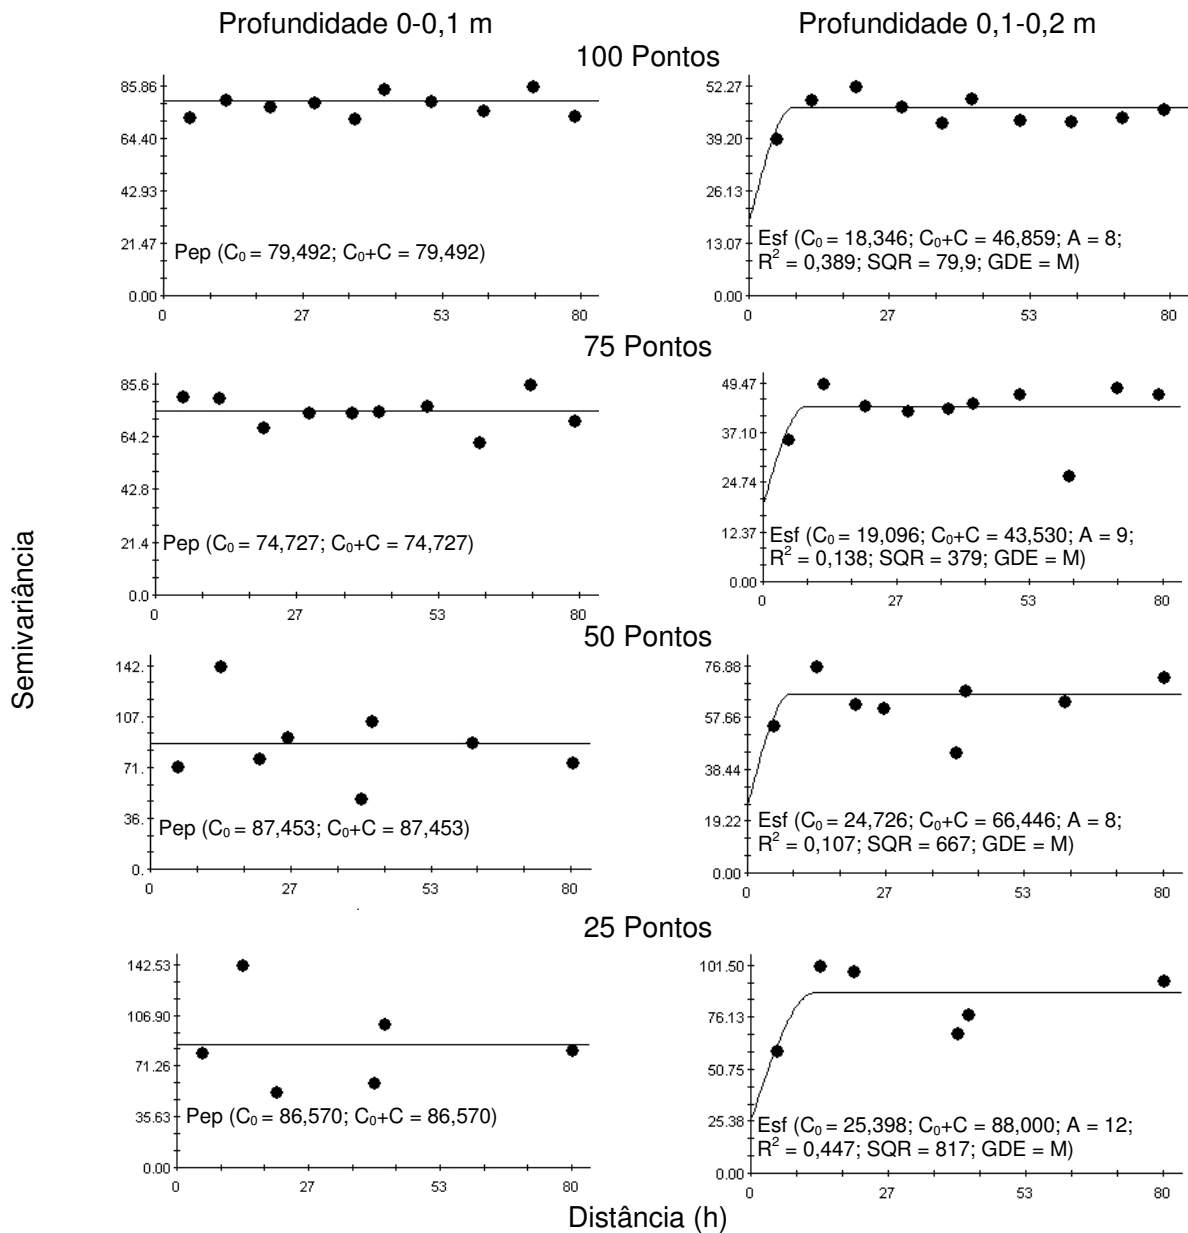 Profundidade 0-0,1 m
Profundidade 0,1-0,2 m
100 Pontos
85.86
64.40
42.93
21.47
0.00
Pep (C₀ = 79,492; C₀+C = 79,492)
0 27 53 80
52.27
39.20
26.13
13.07
0.00
Esf (C₀ = 18,346; C₀+C = 46,859; A = 8;
R² = 0,389; SQR = 79,9; GDE = M)
0 27 53 80
75 Pontos
85.6
64.2
42.8
21.4
0.0
Pep (C₀ = 74,727; C₀+C = 74,727)
0 27 53 80
49.47
37.10
24.74
12.37
0.00
Esf (C₀ = 19,096; C₀+C = 43,530; A = 9;
R² = 0,138; SQR = 379; GDE = M)
0 27 53 80
Semivariância
50 Pontos
142.
107.
71.
36.
0.
Pep (C₀ = 87,453; C₀+C = 87,453)
0 27 53 80
76.88
57.66
38.44
19.22
0.00
Esf (C₀ = 24,726; C₀+C = 66,446; A = 8;
R² = 0,107; SQR = 667; GDE = M)
0 27 53 80
25 Pontos
142.53
106.90
71.26
35.63
0.00
Pep (C₀ = 86,570; C₀+C = 86,570)
0 27 53 80
101.50
76.13
50.75
25.38
0.00
Esf (C₀ = 25,398; C₀+C = 88,000; A = 12;
R² = 0,447; SQR = 817; GDE = M)
0 27 53 80
Distância (h)